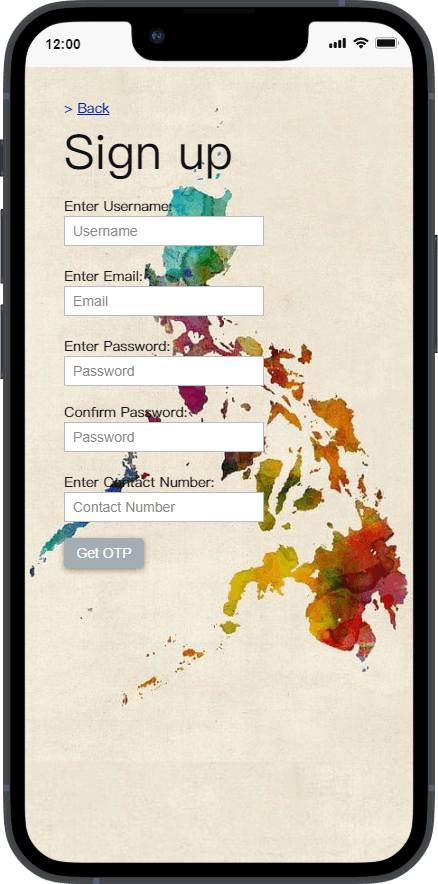 12:00
> Back
Sign up
Enter Username:
Username
Enter Email:
Email
Enter Password:
Password
Confirm Password:
Password
Enter Contact Number:
Contact Number
Get OTP